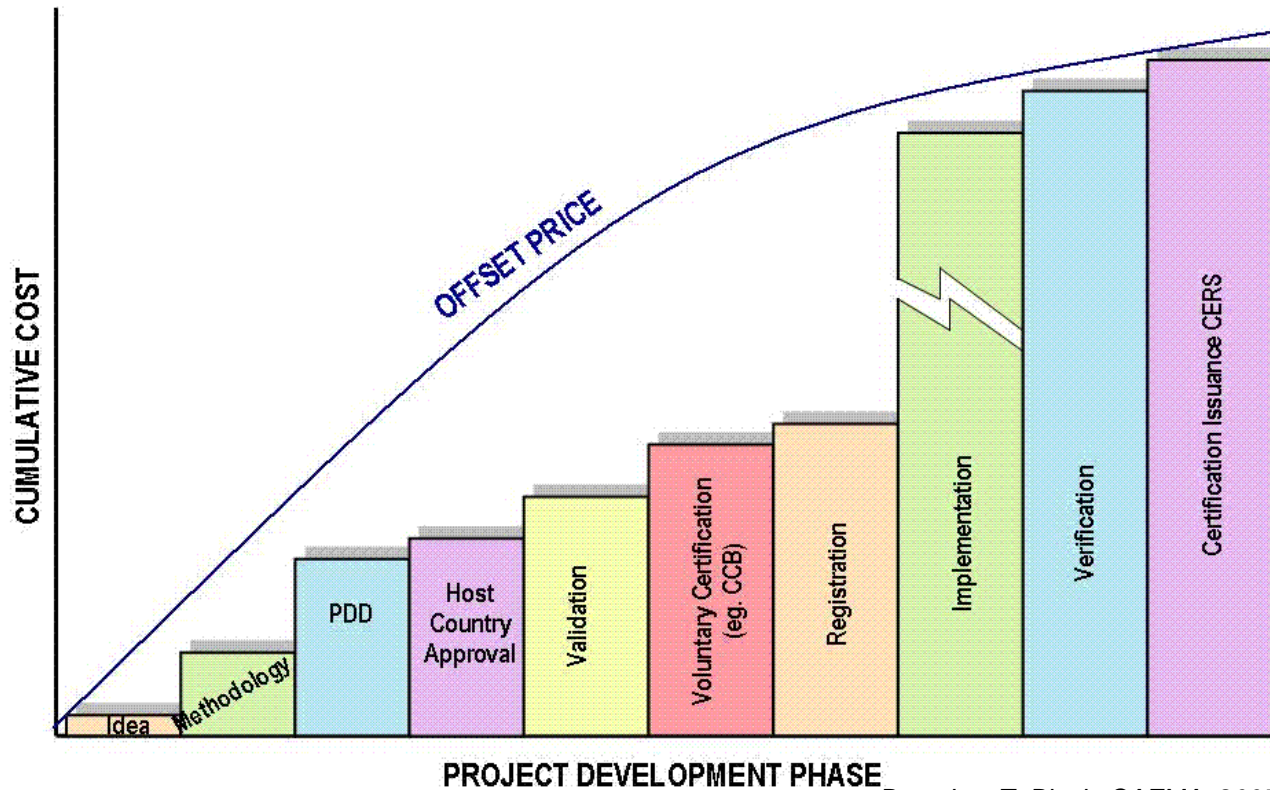 OFFSET PRICE
CUMULATIVE COST
Idea
Methodology
PDD
Host
Country
Approval
Validation
Voluntary Certification
(eg. CCB)
Registration
Implementation
Verification
Certification Issuance CERS
PROJECT DEVELOPMENT PHASE